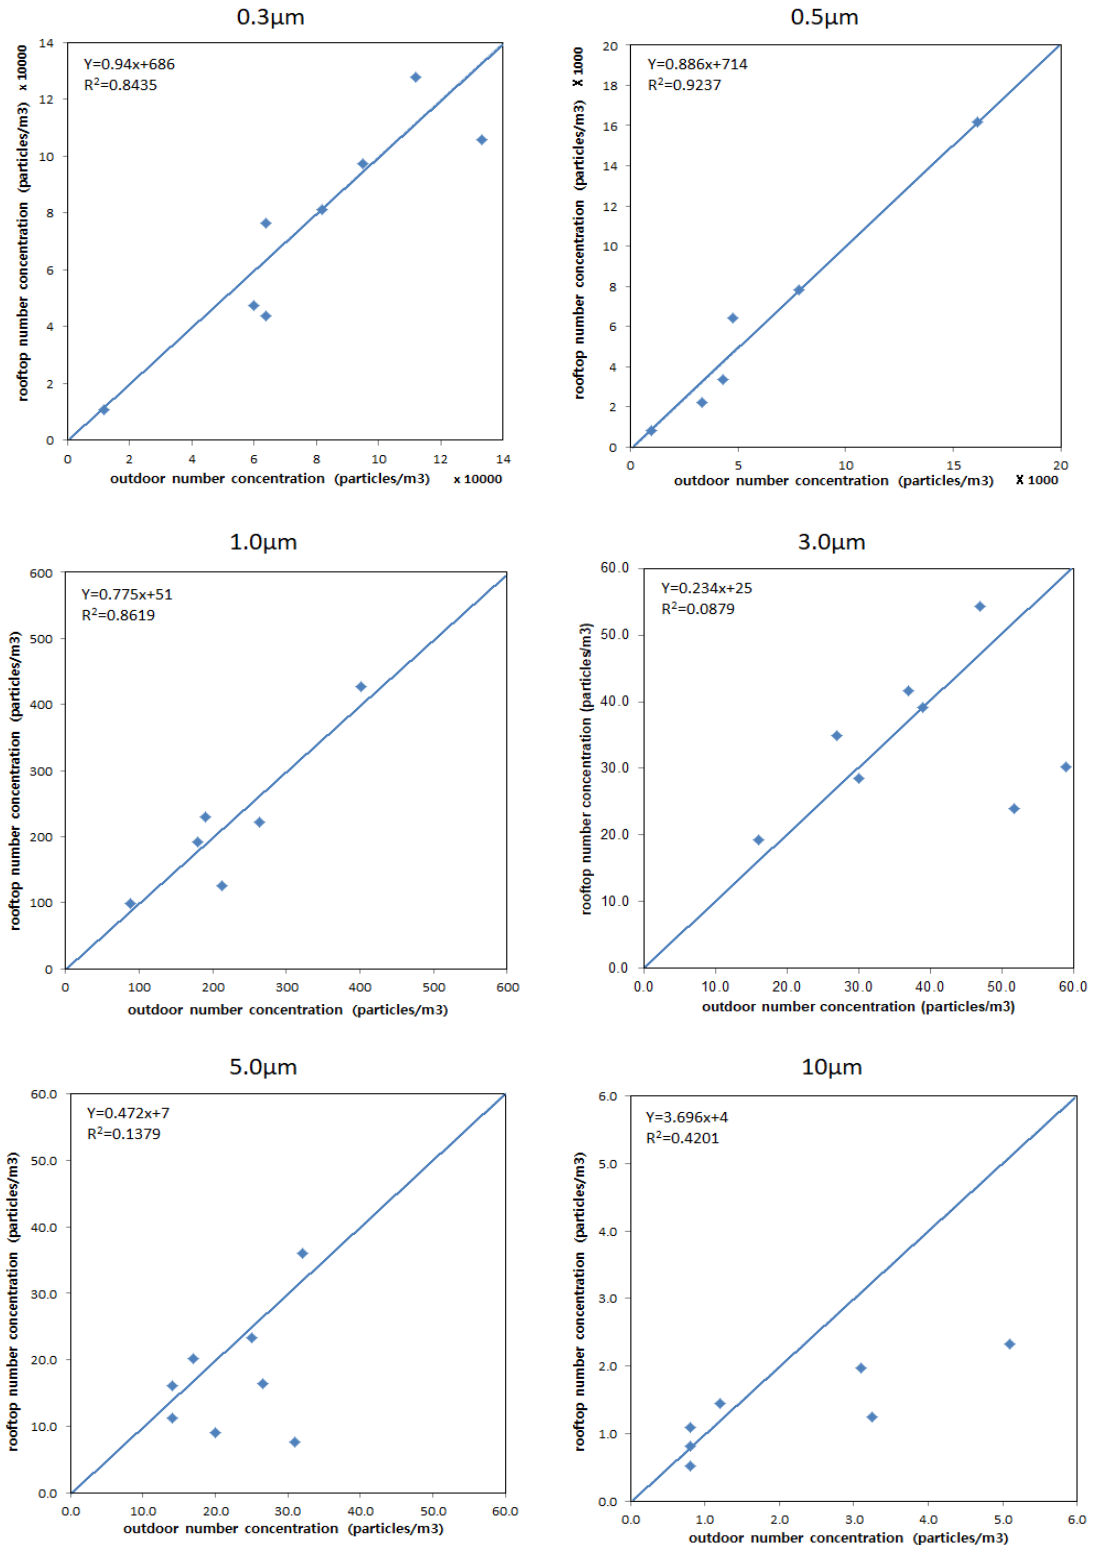 0.3μm
Y=0.94x+686
R²=0.8435
rooftop number concentration (particles/m3) x 10000
14
12
10
8
6
4
2
0
0 2 4 6 8 10 12 14
outdoor number concentration (particles/m3) x 10000
0.5μm
Y=0.886x+714
R²=0.9237
rooftop number concentration (particles/m3) X 1000
20
18
16
14
12
10
8
6
4
2
0
0 5 10 15 20
outdoor number concentration (particles/m3) X 1000
1.0μm
Y=0.775x+51
R²=0.8619
rooftop number concentration (particles/m3)
600
500
400
300
200
100
0
0 100 200 300 400 500 600
outdoor number concentration (particles/m3)
3.0μm
Y=0.234x+25
R²=0.0879
rooftop number concentration (particles/m3)
60.0
50.0
40.0
30.0
20.0
10.0
0.0
0.0 10.0 20.0 30.0 40.0 50.0 60.0
outdoor number concentration (particles/m3)
5.0μm
Y=0.472x+7
R²=0.1379
rooftop number concentration (particles/m3)
60.0
50.0
40.0
30.0
20.0
10.0
0.0
0.0 10.0 20.0 30.0 40.0 50.0 60.0
outdoor number concentration (particles/m3)
10μm
Y=3.696x+4
R²=0.4201
rooftop number concentration (particles/m3)
6.0
5.0
4.0
3.0
2.0
1.0
0.0
0.0 1.0 2.0 3.0 4.0 5.0 6.0
outdoor number concentration (particles/m3)